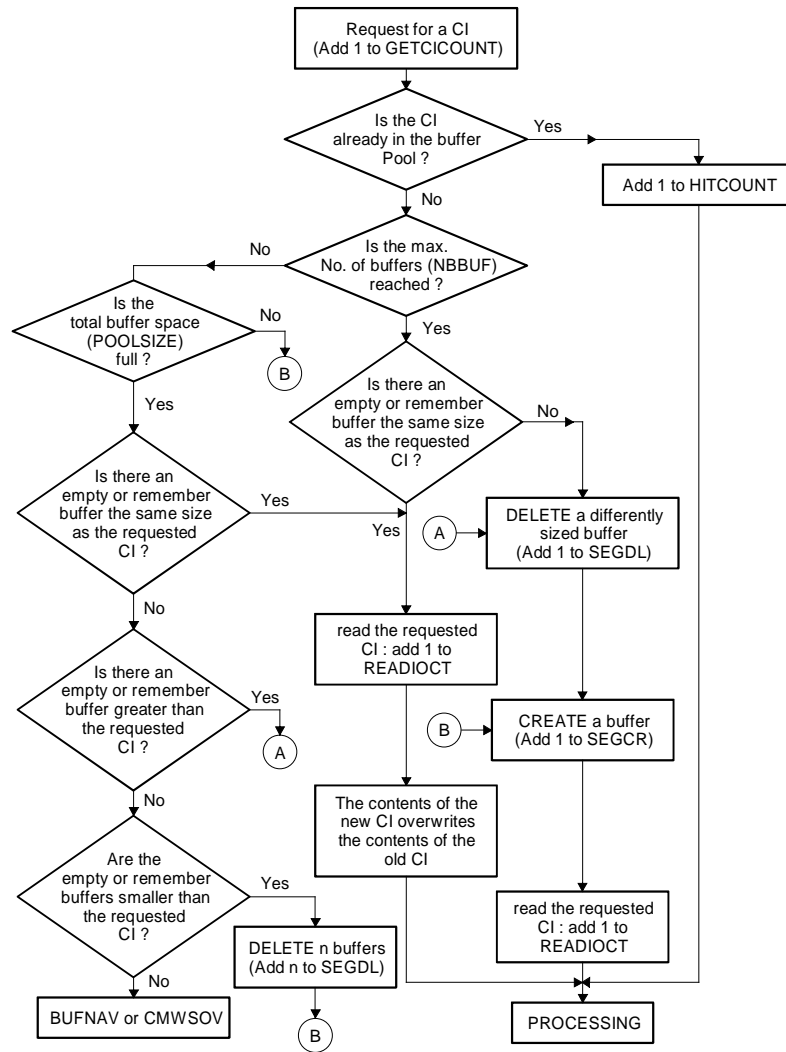 Request for a CI
(Add 1 to GETCICOUNT)
Is the CI
already in the buffer
Pool ?
Yes
Add 1 to HITCOUNT
No
No
Is the max.
No. of buffers (NBBUF)
reached ?
Is the
total buffer space
(POOLSIZE)
full ?
No
B
Yes
Yes
Is there an
empty or remember
buffer the same size
as the requested
CI ?
No
Is there an
empty or remember
buffer the same size
as the requested
CI ?
Yes
Yes
A
DELETE a differently
sized buffer
(Add 1 to SEGDL)
No
read the requested
CI : add 1 to
READIOCT
Is there an
empty or remember
buffer greater than
the requested
CI ?
Yes
A
B
CREATE a buffer
(Add 1 to SEGCR)
No
The contents of the
new CI overwrites
the contents of the
old CI
Are the
empty or remember
buffers smaller than
the requested
CI ?
Yes
DELETE n buffers
(Add n to SEGDL)
read the requested
CI : add 1 to
READIOCT
No
BUFNAV or CMWSOV
B
PROCESSING